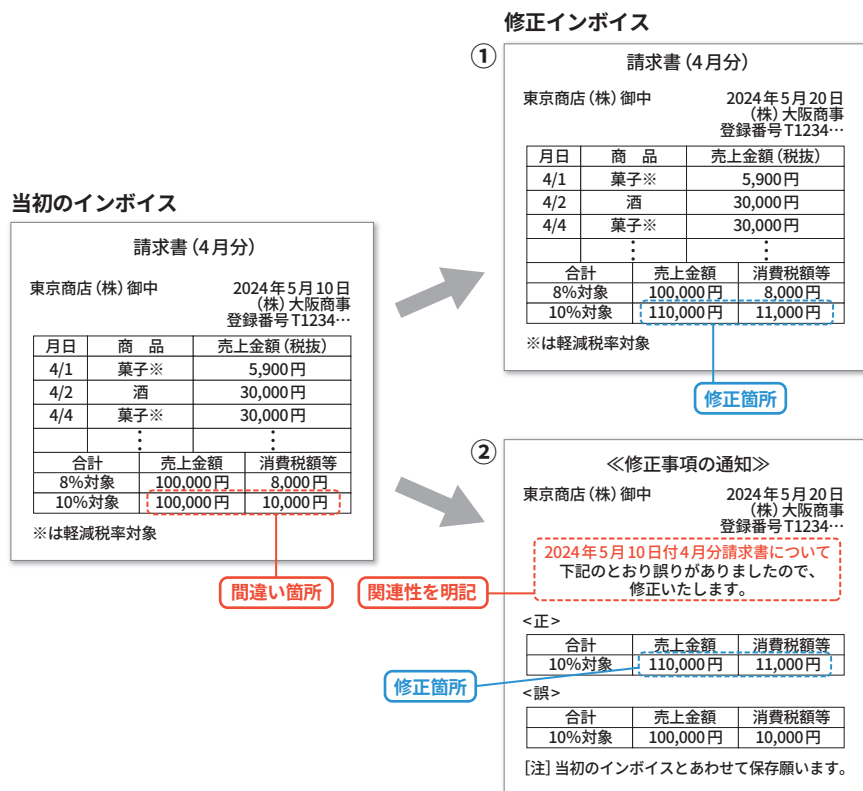 当初のインボイス
請求書（4月分）
東京商店（株）御中 2024年5月10日
（株）大阪商事
登録番号T1234…
月日 商　品 売上金額（税抜）
4/1 菓子※ 5,900円
4/2 酒 30,000円
4/4 菓子※ 30,000円
⋮ ⋮
合計 売上金額 消費税額等
8%対象 100,000円 8,000円
10%対象 100,000円 10,000円
※は軽減税率対象
間違い箇所
修正インボイス
①
請求書（4月分）
東京商店（株）御中 2024年5月20日
（株）大阪商事
登録番号T1234…
月日 商　品 売上金額（税抜）
4/1 菓子※ 5,900円
4/2 酒 30,000円
4/4 菓子※ 30,000円
⋮ ⋮
合計 売上金額 消費税額等
8%対象 100,000円 8,000円
10%対象 110,000円 11,000円
※は軽減税率対象
修正箇所
②
≪修正事項の通知≫
東京商店（株）御中 2024年5月20日
（株）大阪商事
登録番号T1234…
2024年5月10日付4月分請求書について
下記のとおり誤りがありましたので、
修正いたします。
関連性を明記
<正>
合計 売上金額 消費税額等
10%対象 110,000円 11,000円
修正箇所
<誤>
合計 売上金額 消費税額等
10%対象 100,000円 10,000円
［注］当初のインボイスとあわせて保存願います。